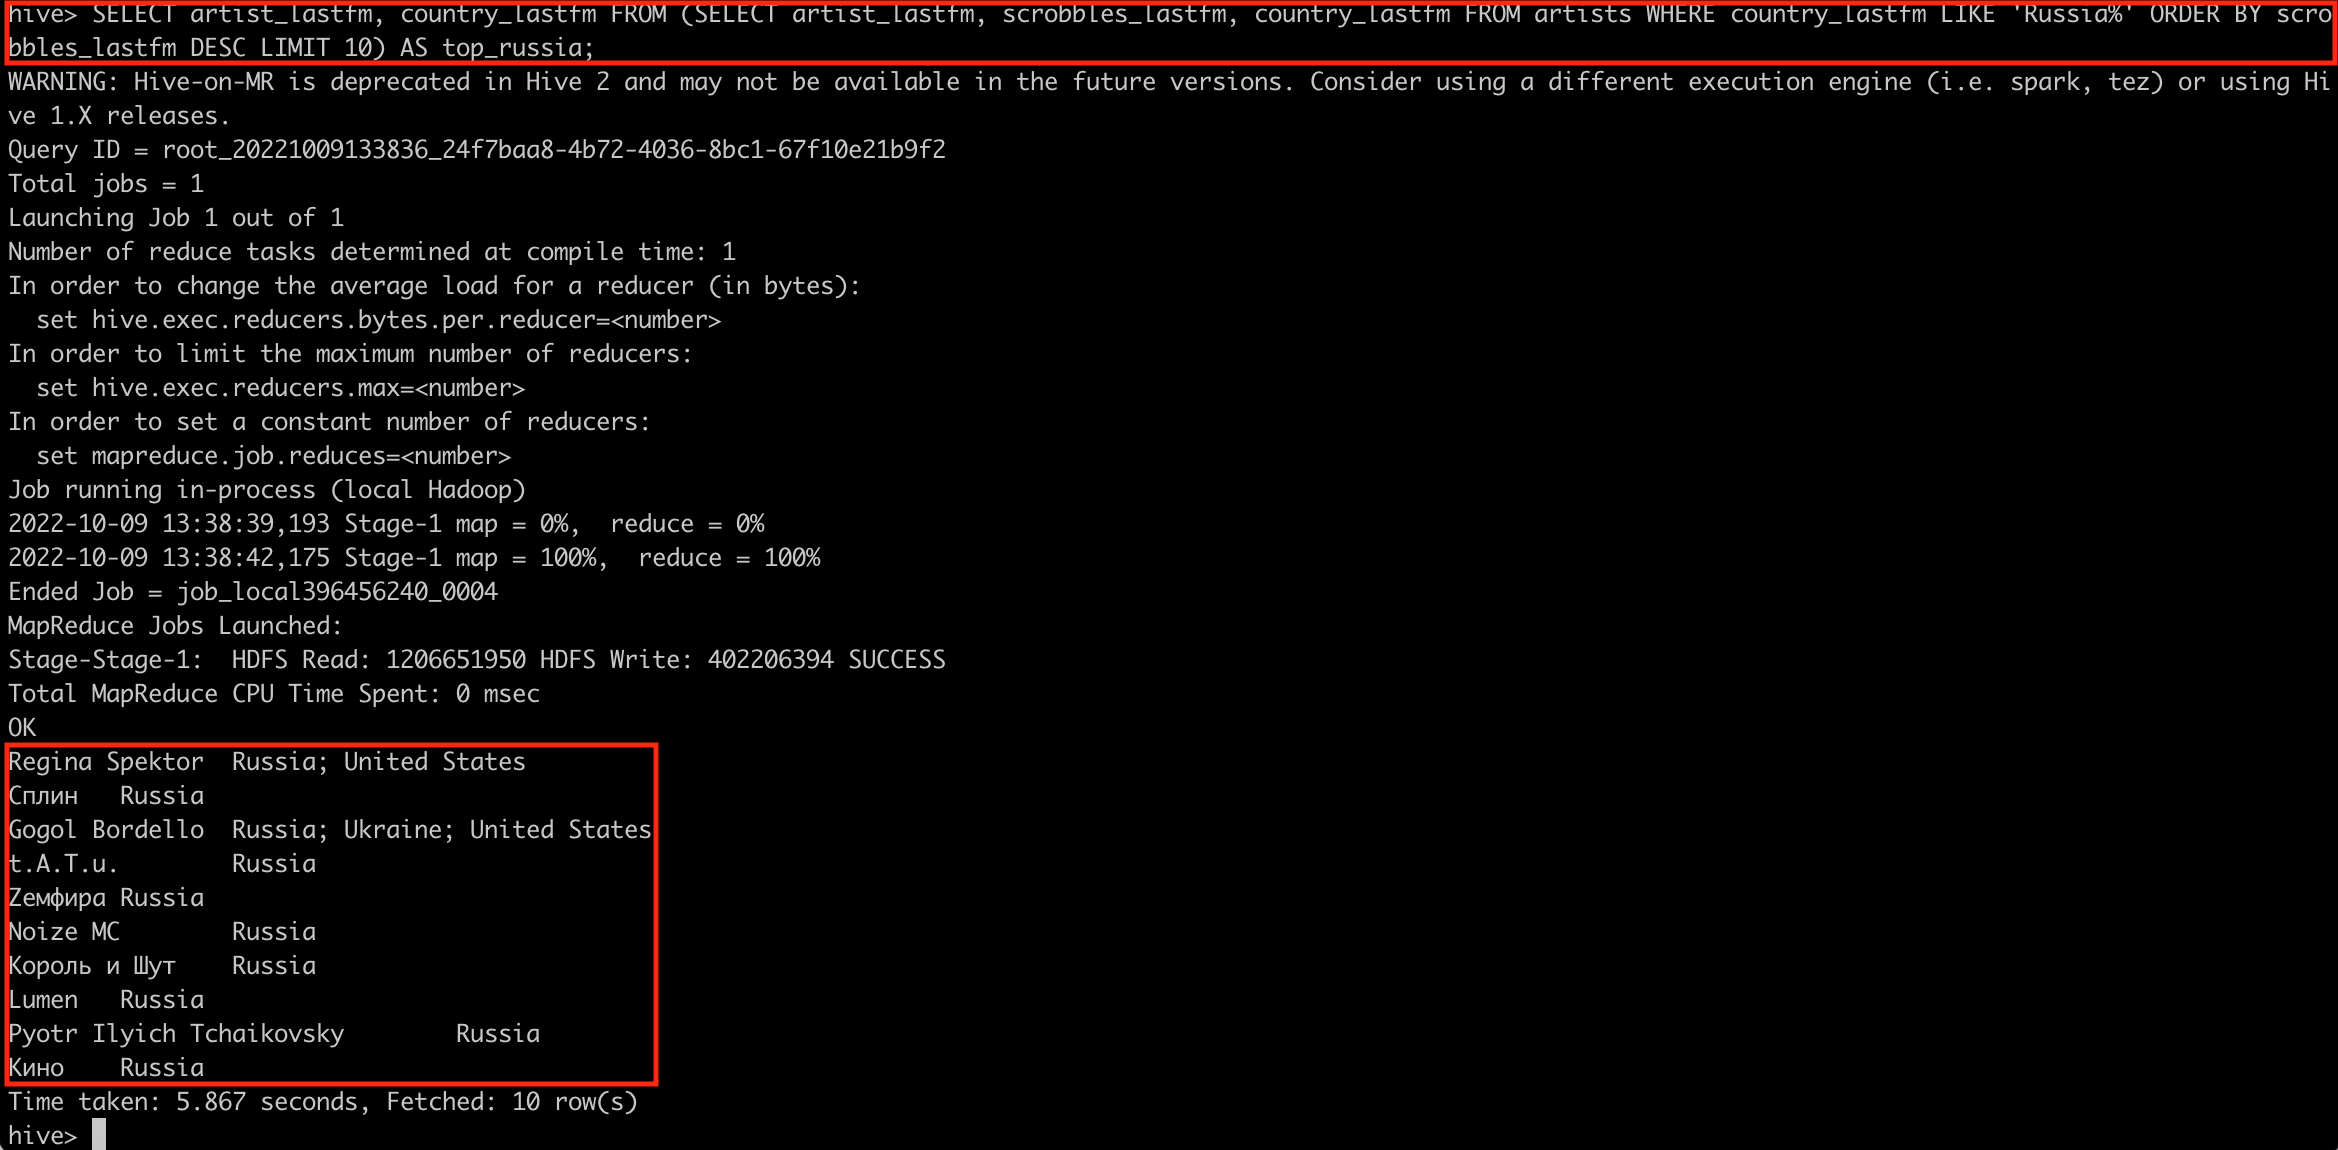 hive> SELECT artist_lastfm, country_lastfm FROM (SELECT artist_lastfm, scrobbles_lastfm, country_lastfm FROM artists WHERE country_lastfm LIKE 'Russia%' ORDER BY scro
bbles_lastfm DESC LIMIT 10) AS top_russia;
WARNING: Hive-on-MR is deprecated in Hive 2 and may not be available in the future versions. Consider using a different execution engine (i.e. spark, tez) or using Hi
ve 1.X releases.
Query ID = root_20221009133836_24f7baa8-4b72-4036-8bc1-67f10e21b9f2
Total jobs = 1
Launching Job 1 out of 1
Number of reduce tasks determined at compile time: 1
In order to change the average load for a reducer (in bytes):
  set hive.exec.reducers.bytes.per.reducer=<number>
In order to limit the maximum number of reducers:
  set hive.exec.reducers.max=<number>
In order to set a constant number of reducers:
  set mapreduce.job.reduces=<number>
Job running in-process (local Hadoop)
2022-10-09 13:38:39,193 Stage-1 map = 0%,  reduce = 0%
2022-10-09 13:38:42,175 Stage-1 map = 100%,  reduce = 100%
Ended Job = job_local396456240_0004
MapReduce Jobs Launched:
Stage-Stage-1:  HDFS Read: 1206651950 HDFS Write: 402206394 SUCCESS
Total MapReduce CPU Time Spent: 0 msec
OK
Regina Spektor  Russia; United States
Сплин   Russia
Gogol Bordello  Russia; Ukraine; United States
t.A.T.u.        Russia
Zемфира Russia
Noize MC        Russia
Король и Шут    Russia
Lumen   Russia
Pyotr Ilyich Tchaikovsky        Russia
Кино    Russia
Time taken: 5.867 seconds, Fetched: 10 row(s)
hive>